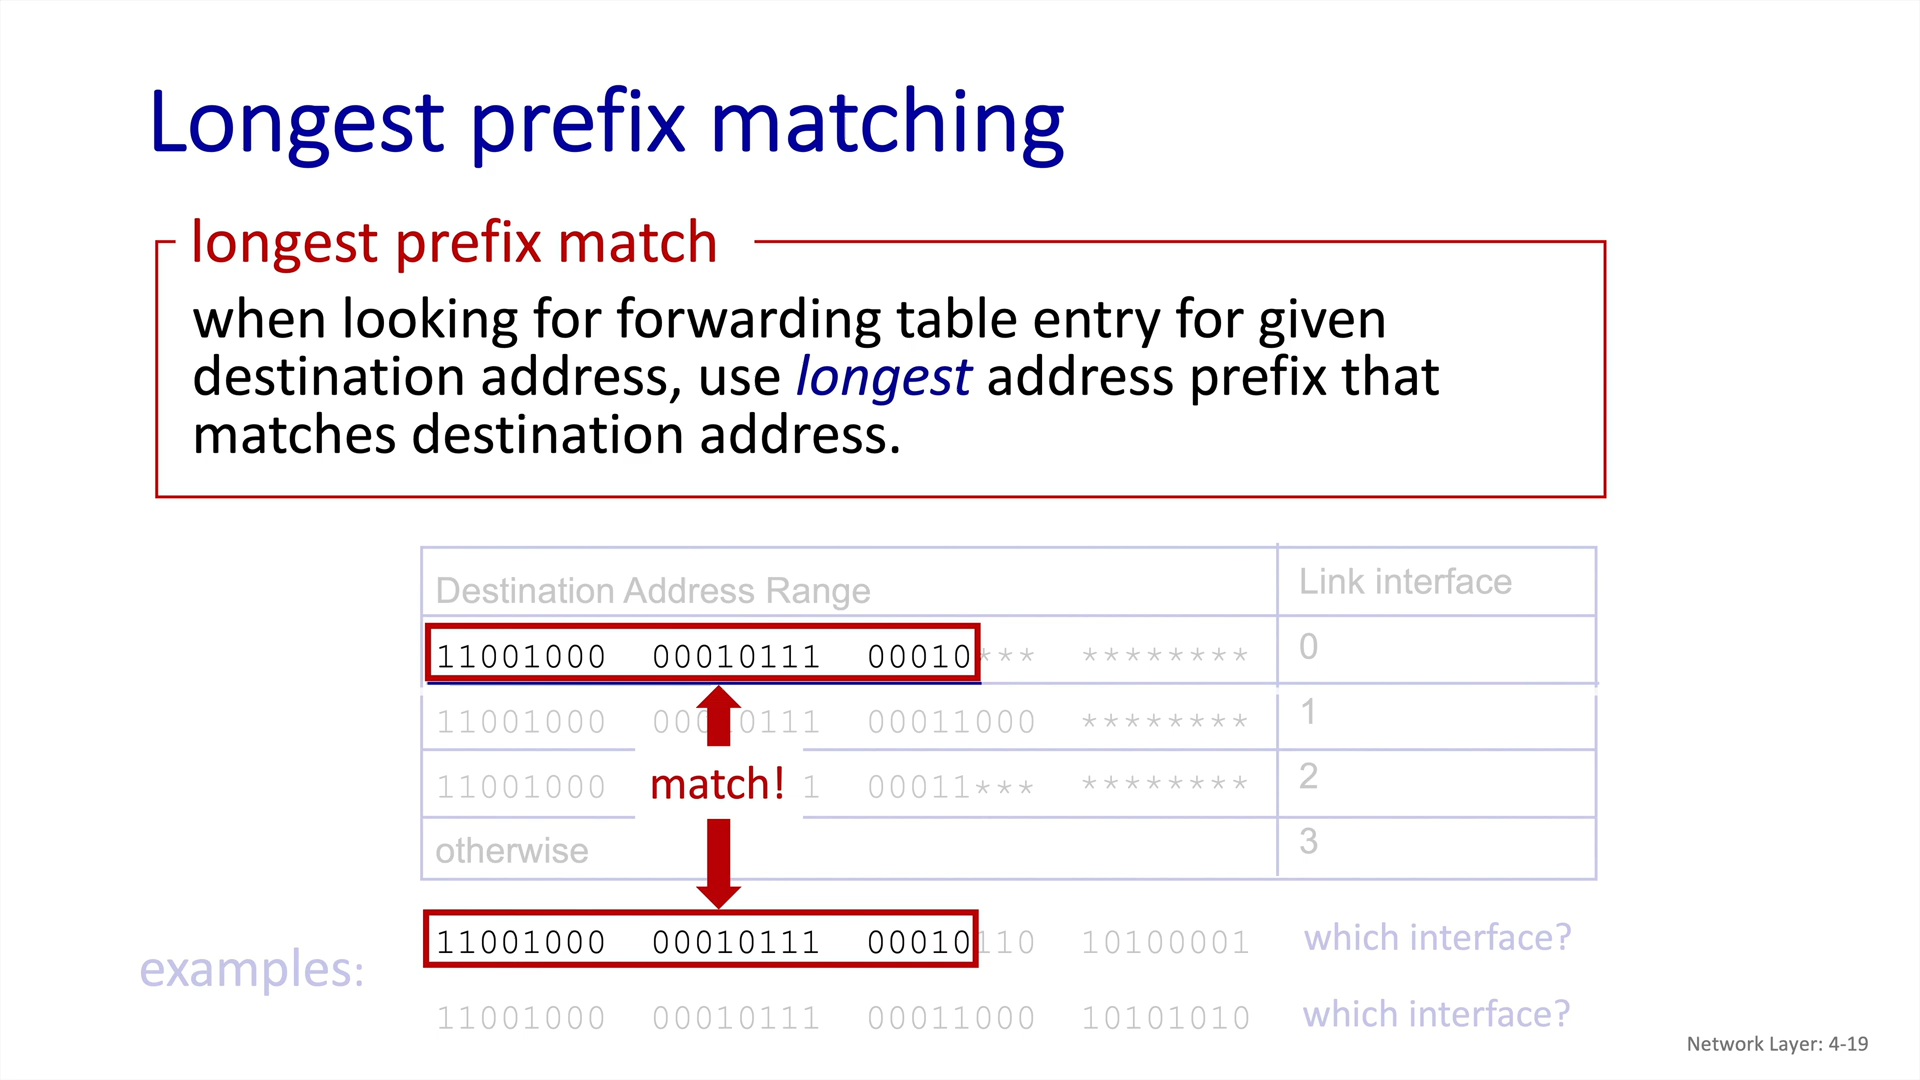 Longest prefix matching
longest prefix match
when looking for forwarding table entry for given
destination address, use longest address prefix that
matches destination address.
Destination Address Range Link interface
11001000 00010111 00010*** ******** 0
11001000 00010111 00011000 ******** 1
11001000 1 00011*** ******** 2
match!
otherwise 3
examples:
11001000 00010111 00010110 10100001 which interface?
11001000 00010111 00011000 10101010 which interface?
Network Layer: 4-19